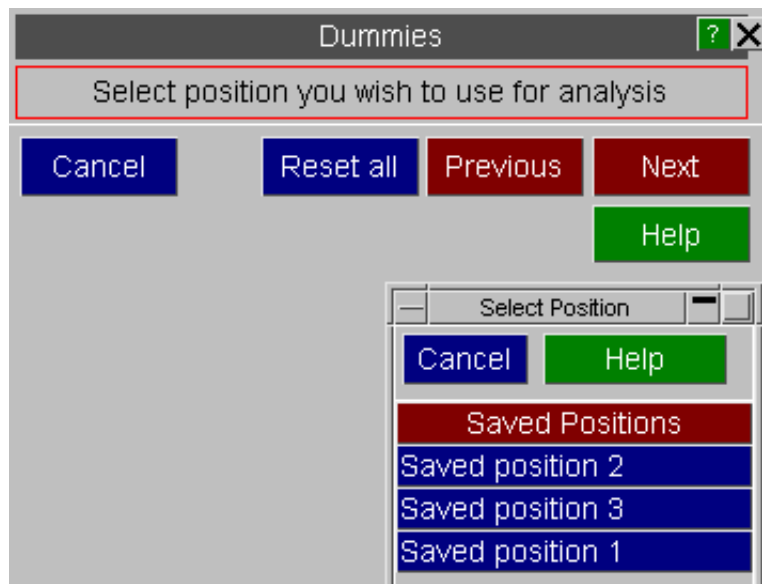 Dummies ?
Select position you wish to use for analysis
Cancel Reset all Previous Next
Help
Select Position
Cancel Help
Saved Positions
Saved position 2
Saved position 3
Saved position 1